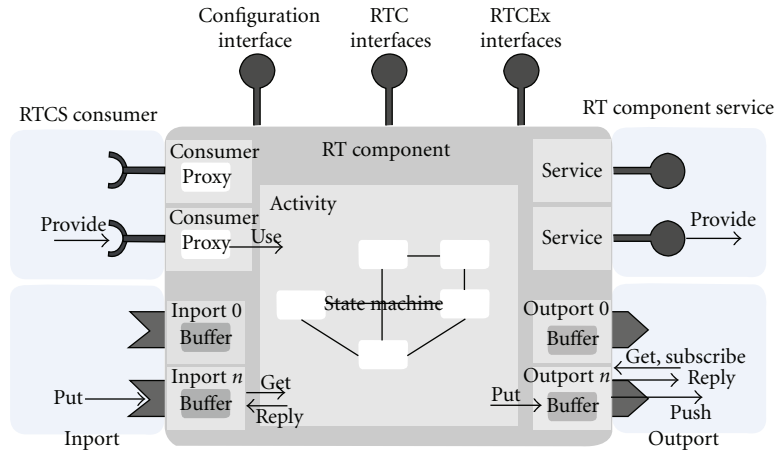 Configuration
interface
RTC
interfaces
RTCEx
interfaces
RTCS consumer
RT component service
Consumer
Proxy
RT component
Service
Consumer
Proxy
Activity
Service
Provide
Use
Provide
State machine
Inport 0
Buffer
Outport 0
Buffer
Get, subscribe
Inport n
Buffer
Get
Reply
Put
Put
Outport n
Buffer
Reply
Push
Inport
Outport